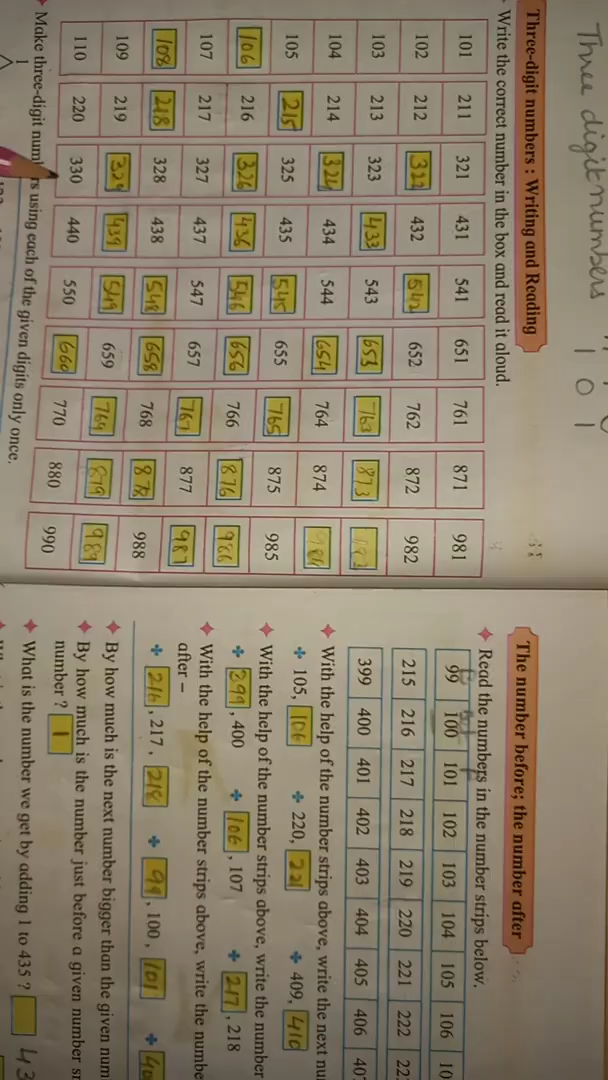 Three digit numbers
101
Three-digit numbers : Writing and Reading
Write the correct number in the box and read it aloud.
101 211 321 431 541 651 761 871 981
102 212 322 432 542 652 762 872 982
103 213 323 433 543 653 763 873 983
104 214 324 434 544 654 764 874 984
105 215 325 435 545 655 765 875 985
106 216 326 436 546 656 766 876 986
107 217 327 437 547 657 767 877 987
108 218 328 438 548 658 768 878 988
109 219 329 439 549 659 769 879 989
110 220 330 440 550 660 770 880 990
Make three-digit num rs using each of the given digits only once.
The number before; the number after
Read the numbers in the number strips below.
99 100 101 102 103 104 105 106 10
215 216 217 218 219 220 221 222 22
399 400 401 402 403 404 405 406 40
With the help of the number strips above, write the next nu
105, 106 220, 221 409, 410
With the help of the number strips above, write the number
399, 400 106, 107 217, 218
With the help of the number strips above, write the numbe
after –
216, 217, 218 99, 100, 101 40
By how much is the next number bigger than the given num
By how much is the number just before a given number s
number ? 1
What is the number we get by adding 1 to 435 ? 43